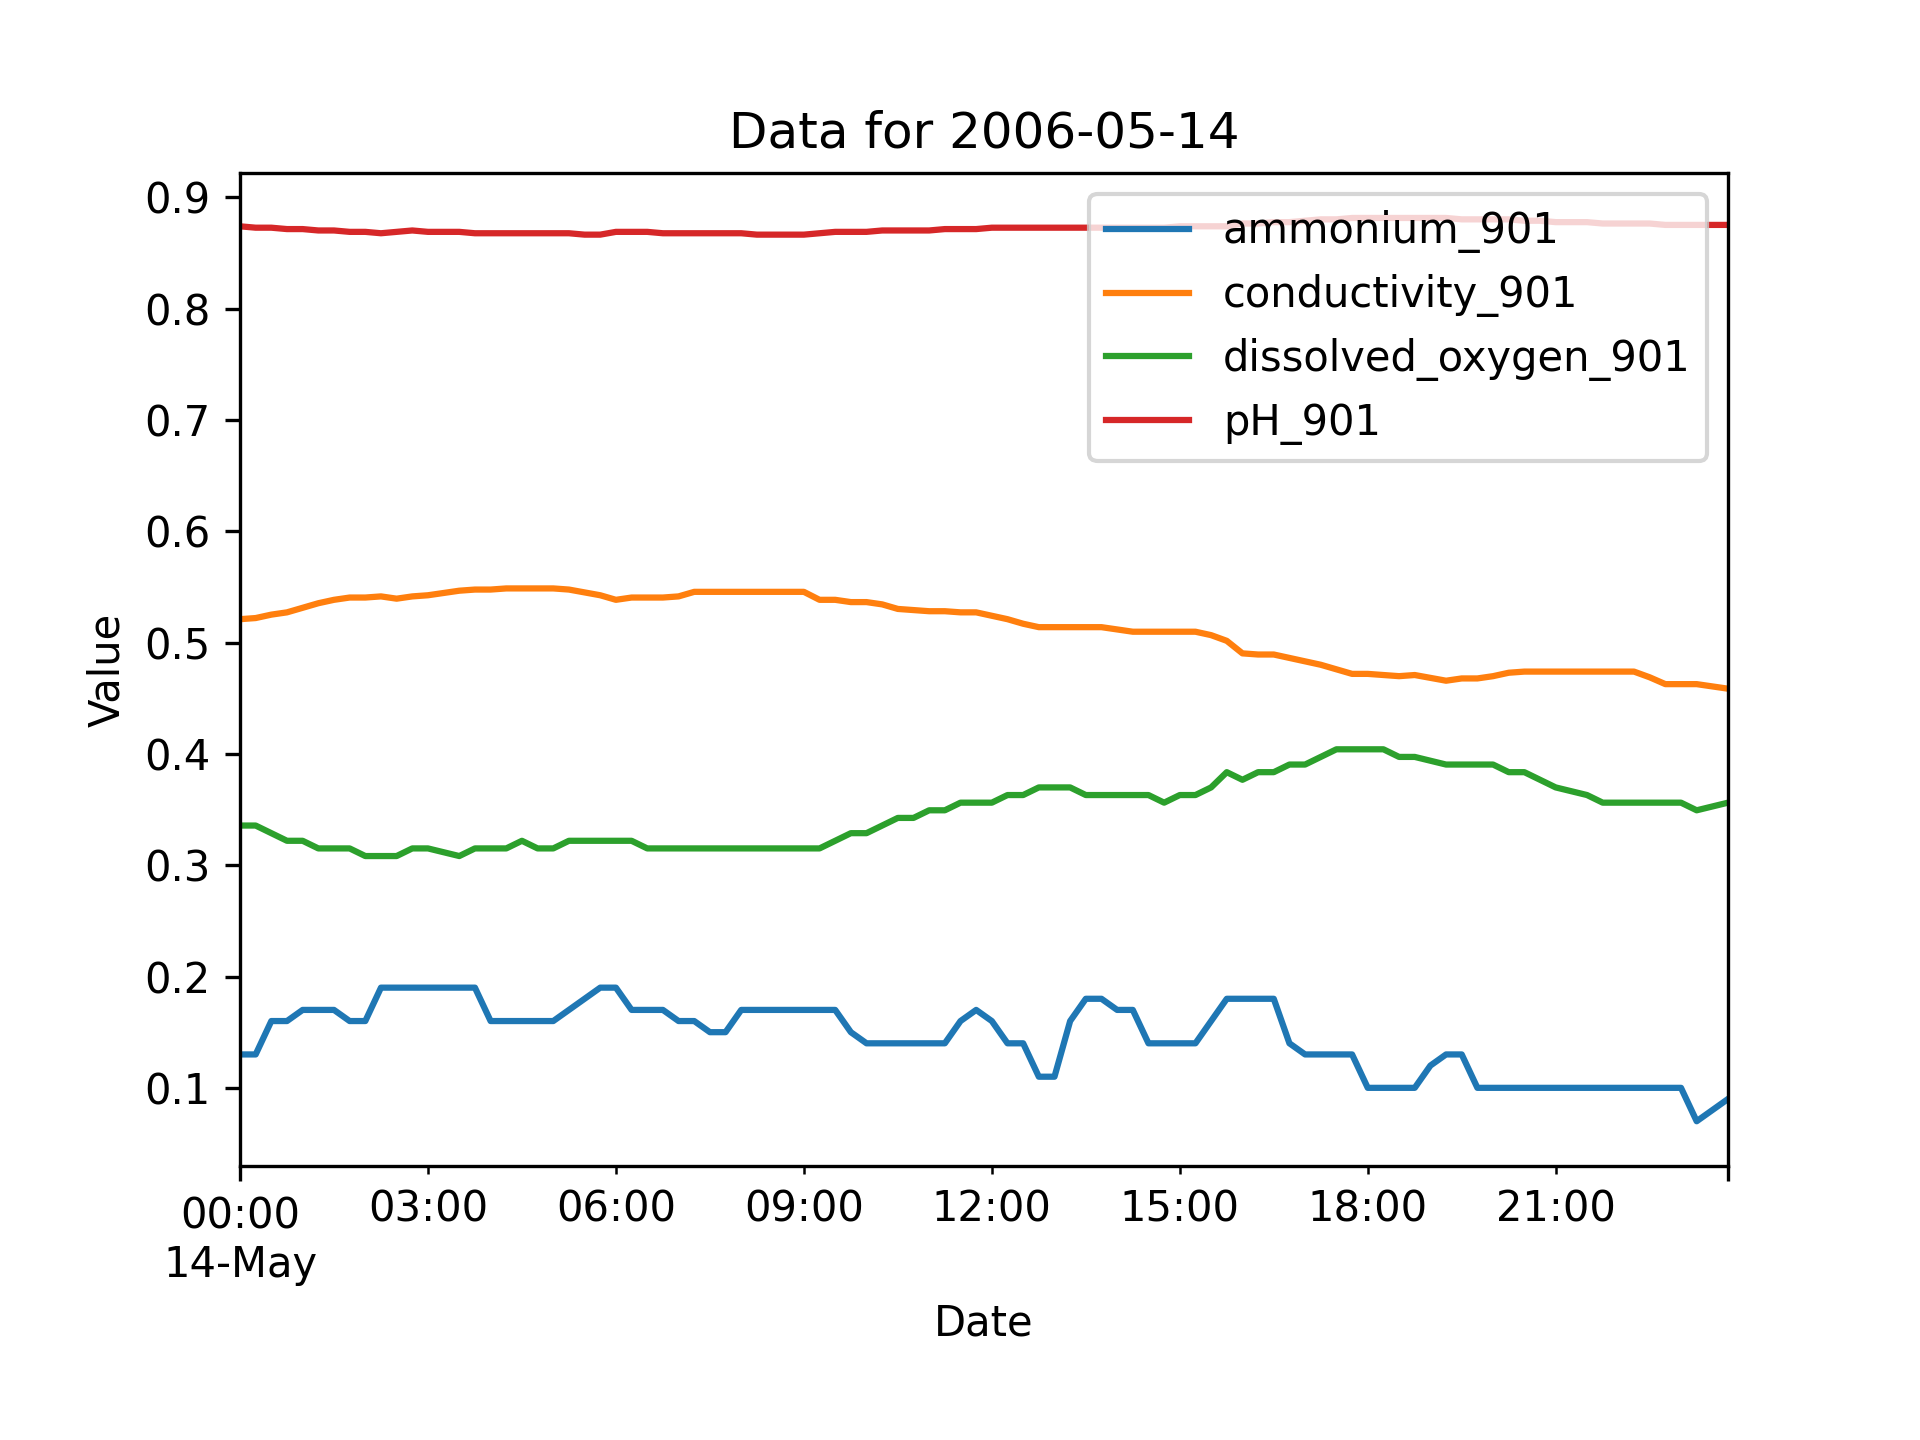 Data for 2006-05-14
ammonium_901
conductivity_901
dissolved_oxygen_901
pH_901
Value
0.9
0.8
0.7
0.6
0.5
0.4
0.3
0.2
0.1
00:00 03:00 06:00 09:00 12:00 15:00 18:00 21:00
14-May
Date